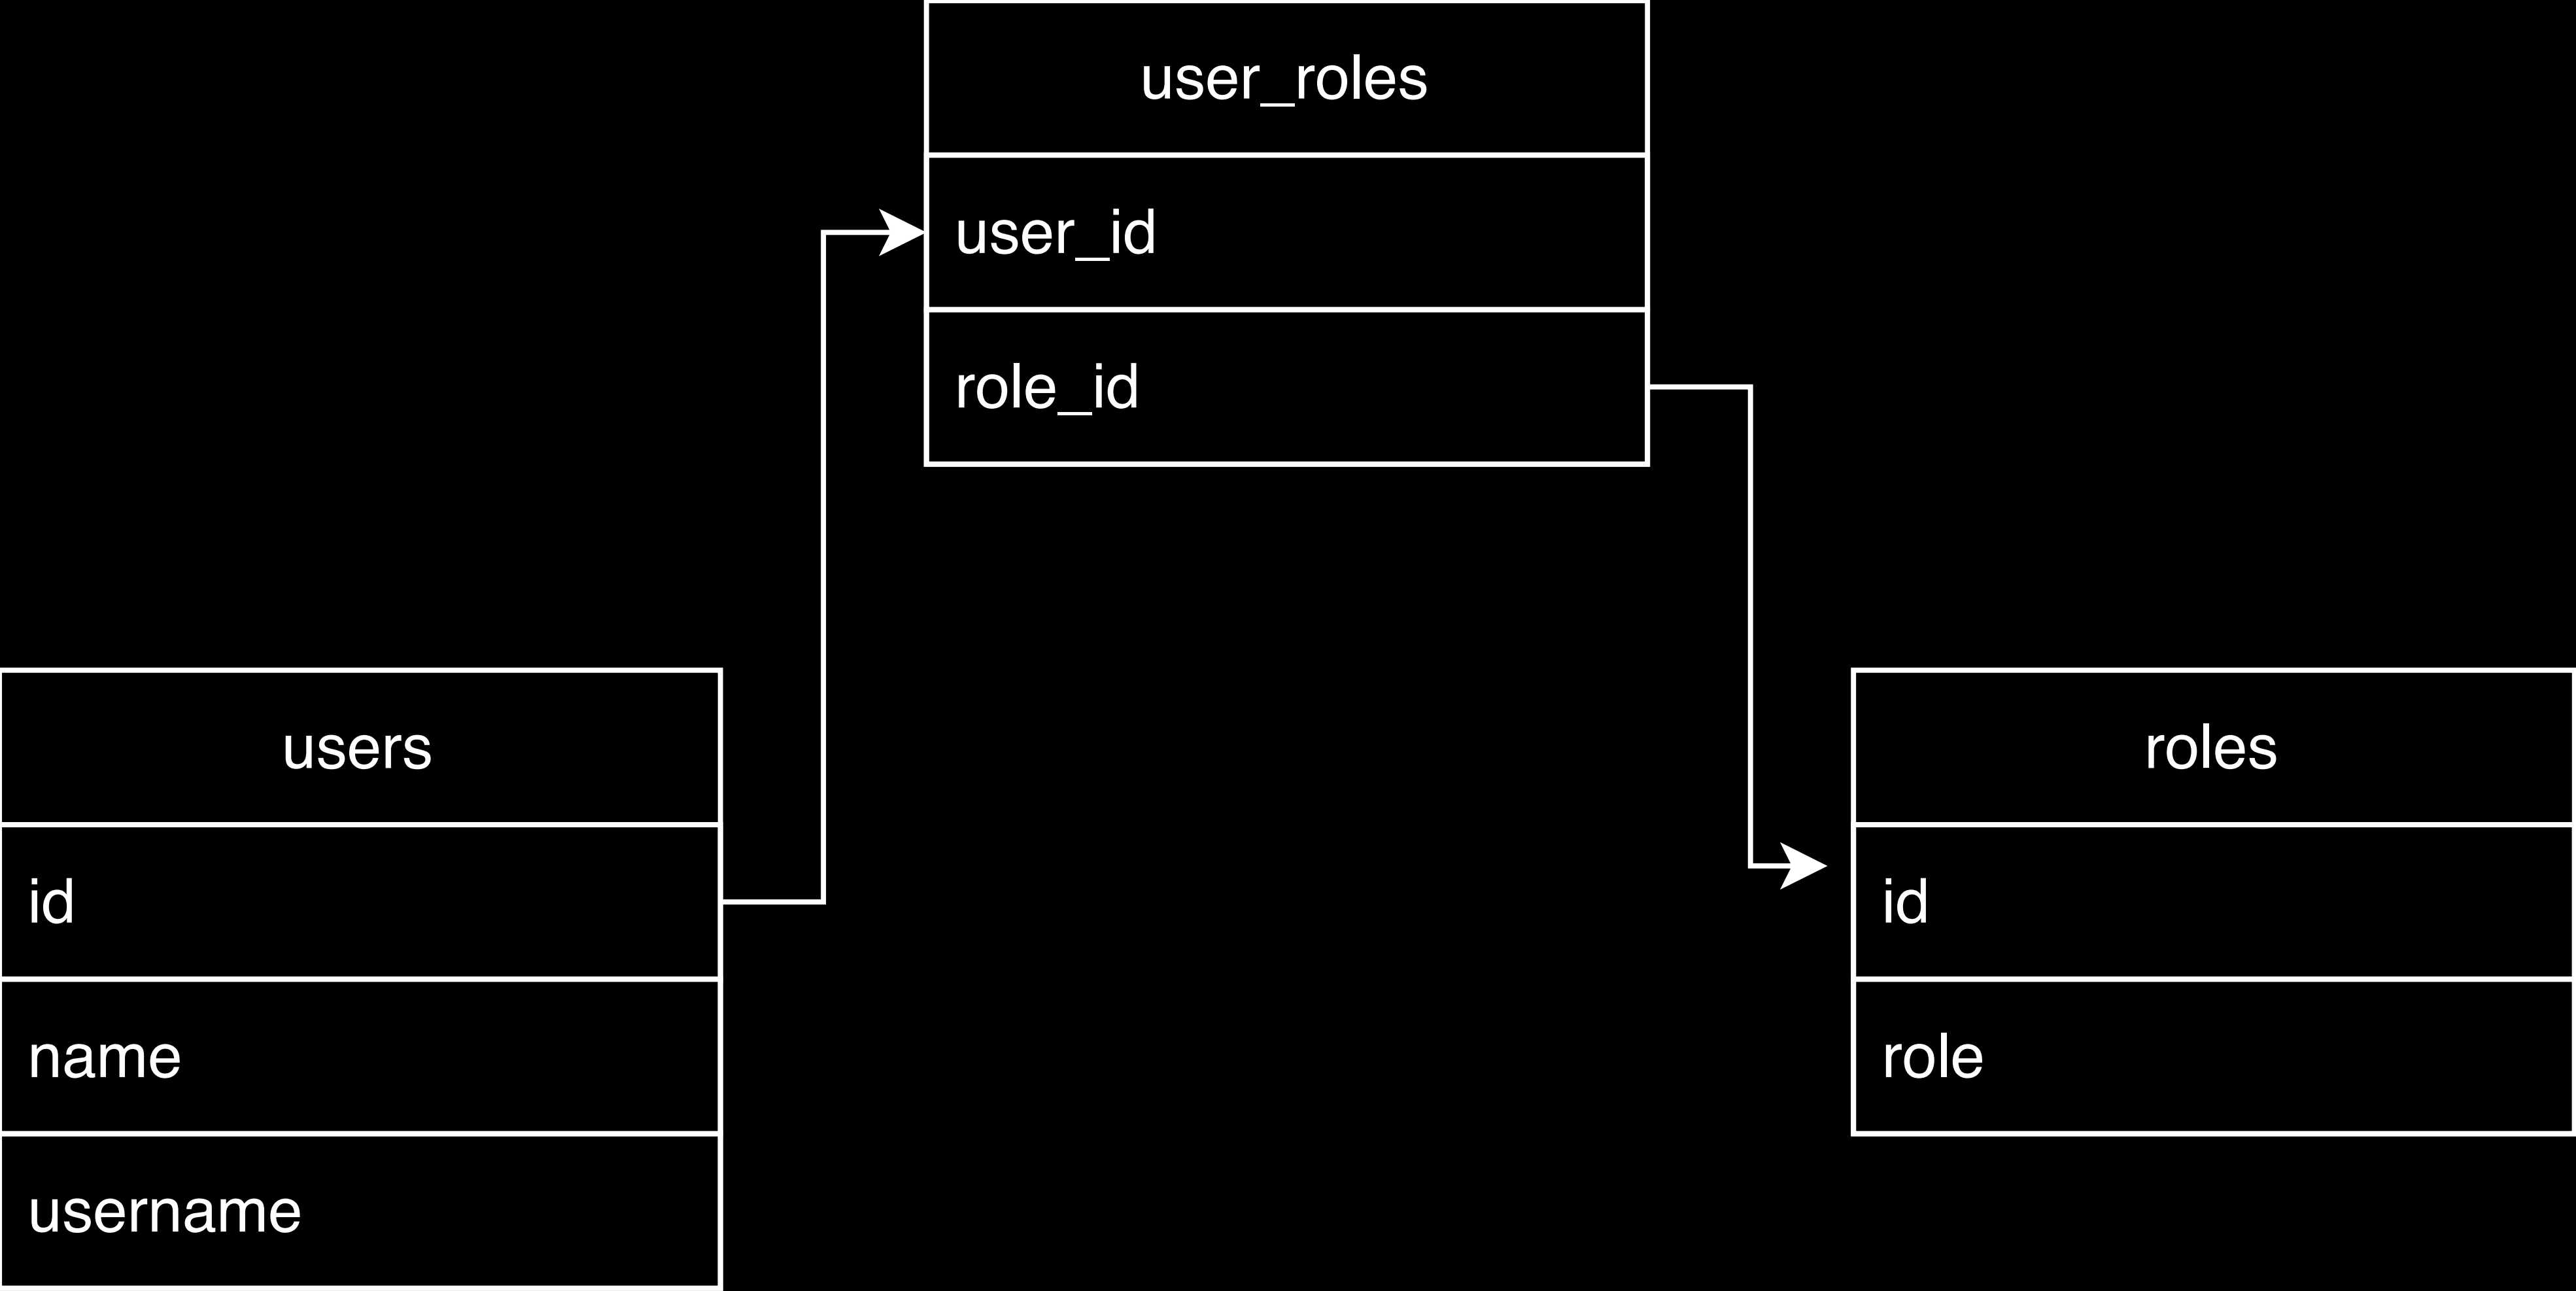 user_roles
user_id
role_id
users
id
name
username
roles
id
role